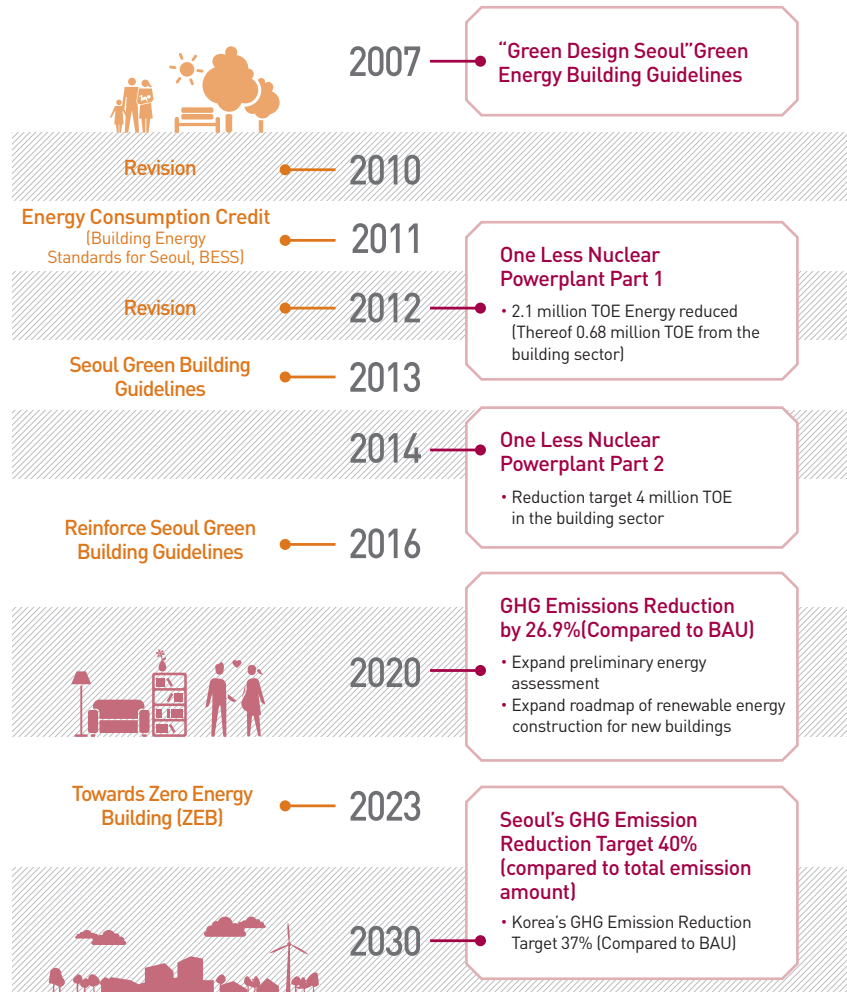 2007
“Green Design Seoul”Green
Energy Building Guidelines
Revision
2010
Energy Consumption Credit
(Building Energy
Standards for Seoul, BESS)
2011
One Less Nuclear
Powerplant Part 1
• 2.1 million TOE Energy reduced
(Thereof 0.68 million TOE from the
building sector)
Revision
2012
Seoul Green Building
Guidelines
2013
2014
One Less Nuclear
Powerplant Part 2
• Reduction target 4 million TOE
in the building sector
Reinforce Seoul Green
Building Guidelines
2016
2020
GHG Emissions Reduction
by 26.9%(Compared to BAU)
• Expand preliminary energy
assessment
• Expand roadmap of renewable energy
construction for new buildings
Towards Zero Energy
Building (ZEB)
2023
2030
Seoul’s GHG Emission
Reduction Target 40%
(compared to total emission
amount)
• Korea’s GHG Emission Reduction
Target 37% (Compared to BAU)